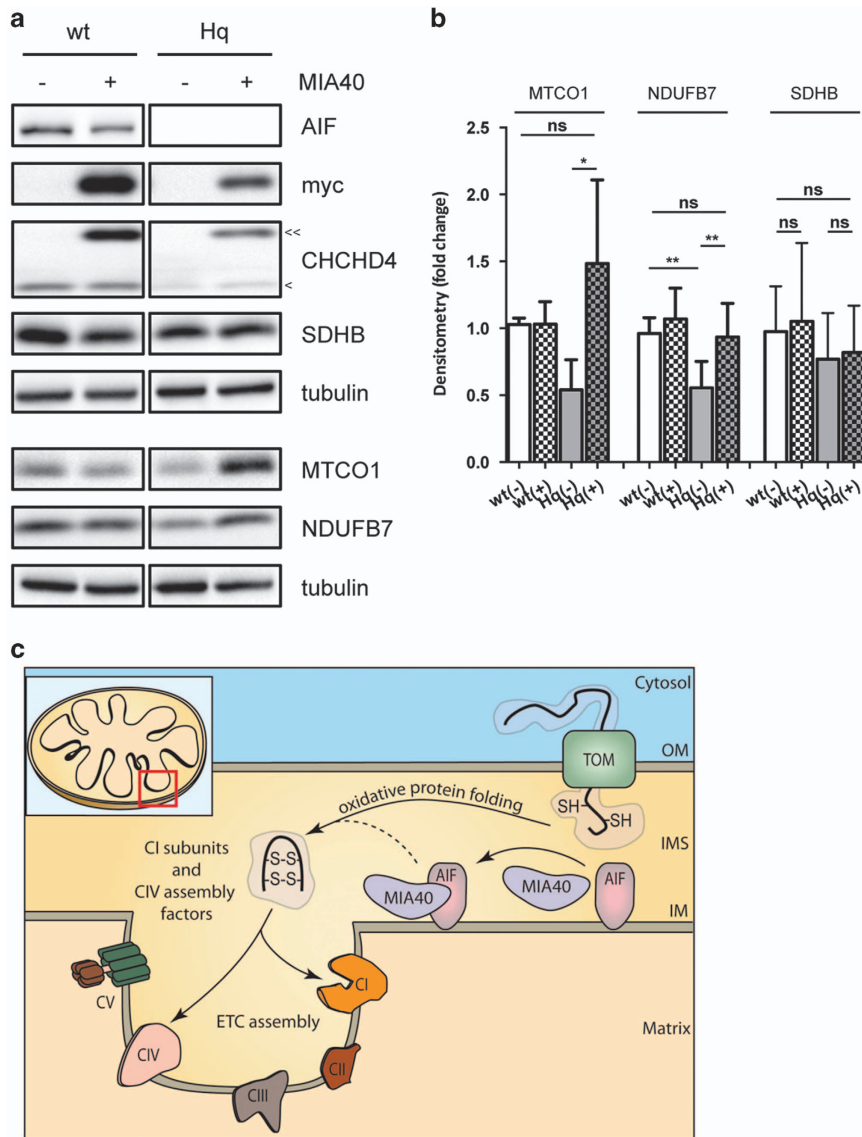 a
wt Hq
- + - + MIA40
AIF
myc
<<
CHCHD4
<
SDHB
tubulin
MTCO1
NDUFB7
tubulin
b
MTCO1 NDUFB7 SDHB
Densitometry (fold change)
2.5
2.0
1.5
1.0
0.5
0.0
ns
*
ns
** **
ns
ns ns
wt(-) wt(+) Hq(-) Hq(+) wt(-) wt(+) Hq(-) Hq(+) wt(-) wt(+) Hq(-) Hq(+)
c
Cytosol
OM
TOM
oxidative protein folding
SH
SH
IMS
CI subunits
and
CIV assembly
factors
-S-S-
-S-S-
MIA40
AIF
MIA40
AIF
IM
CV
CI
ETC assembly
Matrix
CIV
CII
CIII